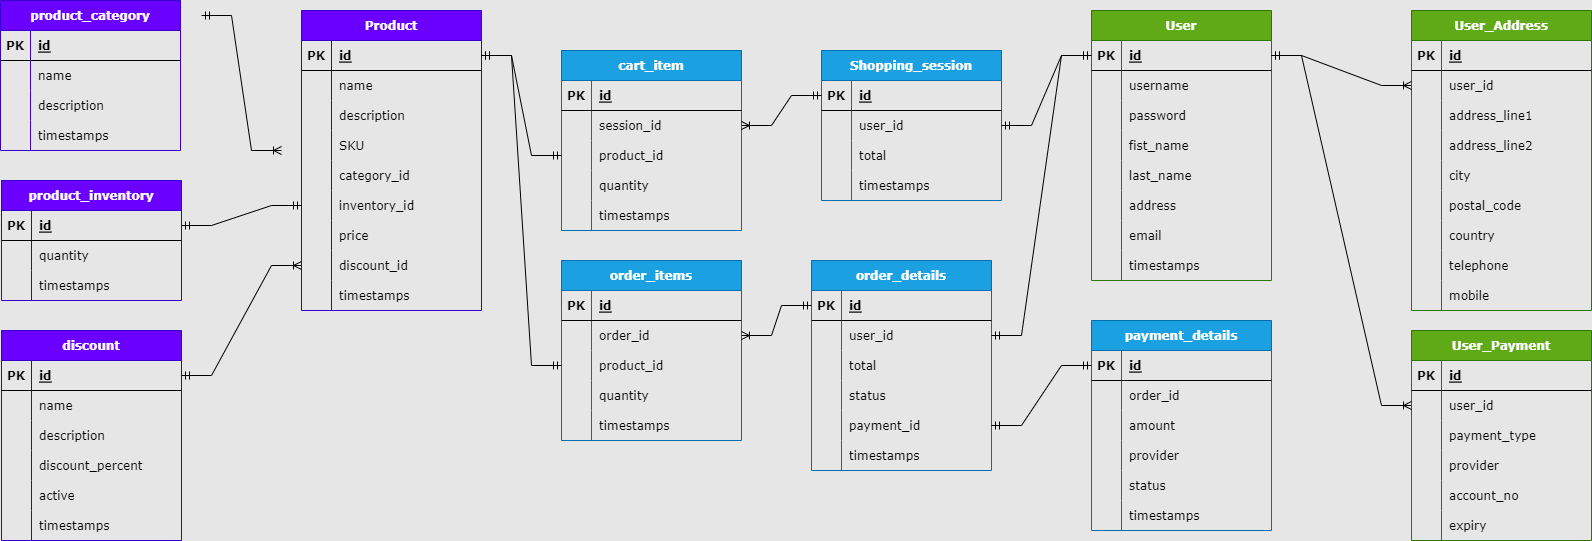 product_category
PK id
name
description
timestamps
product_inventory
PK id
quantity
timestamps
discount
PK id
name
description
discount_percent
active
timestamps
Product
PK id
name
description
SKU
category_id
inventory_id
price
discount_id
timestamps
cart_item
PK id
session_id
product_id
quantity
timestamps
order_items
PK id
order_id
product_id
quantity
timestamps
Shopping_session
PK id
user_id
total
timestamps
order_details
PK id
user_id
total
status
payment_id
timestamps
User
PK id
username
password
fist_name
last_name
address
email
timestamps
payment_details
PK id
order_id
amount
provider
status
timestamps
User_Address
PK id
user_id
address_line1
address_line2
city
postal_code
country
telephone
mobile
User_Payment
PK id
user_id
payment_type
provider
account_no
expiry